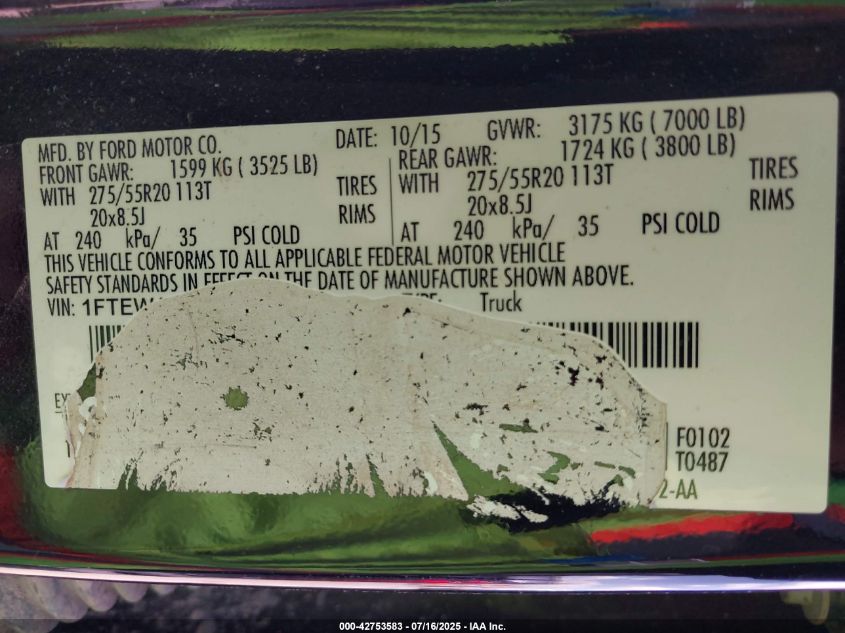 MFD. BY FORD MOTOR CO. DATE: 10/15 GVWR: 3175 KG ( 7000 LB)
FRONT GAWR: 1599 KG ( 3525 LB) REAR GAWR: 1724 KG ( 3800 LB)
WITH 275/55R20 113T TIRES WITH 275/55R20 113T TIRES
20x8.5J RIMS 20x8.5J RIMS
AT 240 kPa/ 35 PSI COLD AT 240 kPa/ 35 PSI COLD
THIS VEHICLE CONFORMS TO ALL APPLICABLE FEDERAL MOTOR VEHICLE
SAFETY STANDARDS IN EFFECT ON THE DATE OF MANUFACTURE SHOWN ABOVE.
VIN: 1FTEW TYPE: Truck
F0102
T0487
2-AA
000-42753583 - 07/16/2025 - IAA Inc.